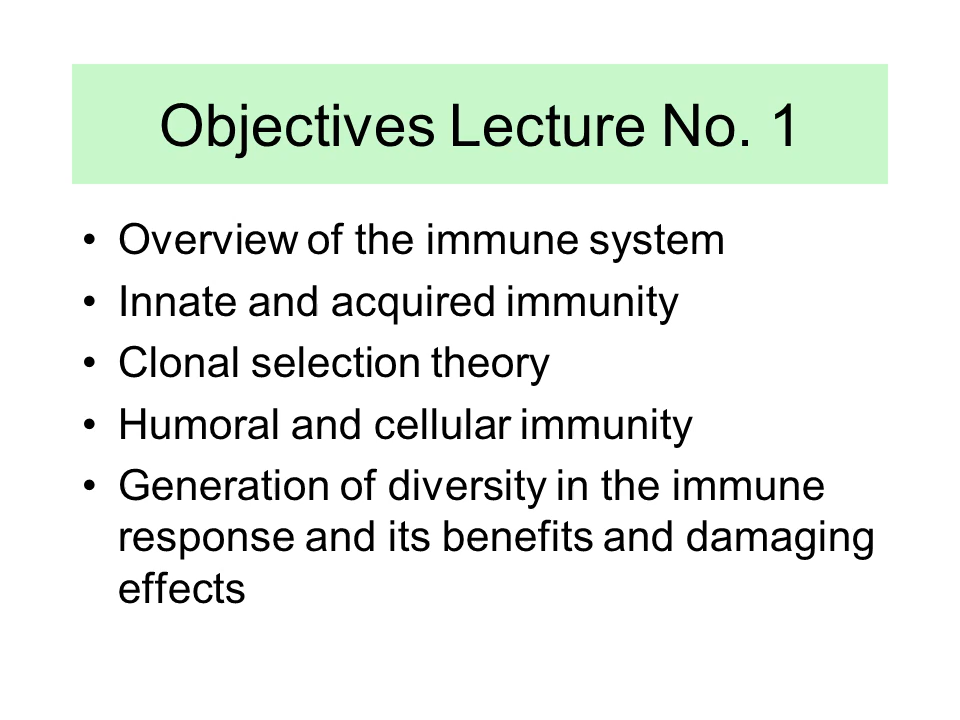 Objectives Lecture No. 1
• Overview of the immune system
• Innate and acquired immunity
• Clonal selection theory
• Humoral and cellular immunity
• Generation of diversity in the immune
response and its benefits and damaging
effects